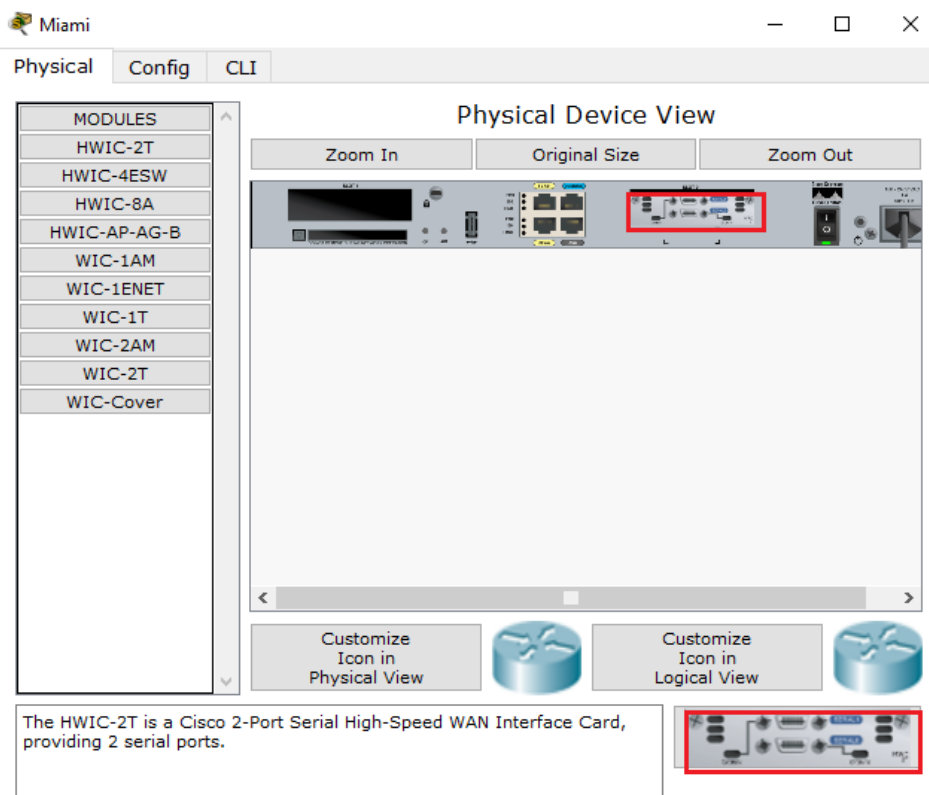 Miami
Physical
Config
CLI
MODULES
HWIC-2T
HWIC-4ESW
HWIC-8A
HWIC-AP-AG-B
WIC-1AM
WIC-1ENET
WIC-1T
WIC-2AM
WIC-2T
WIC-Cover
Physical Device View
Zoom In
Original Size
Zoom Out
Customize
Icon in
Physical View
Customize
Icon in
Logical View
The HWIC-2T is a Cisco 2-Port Serial High-Speed WAN Interface Card,
providing 2 serial ports.